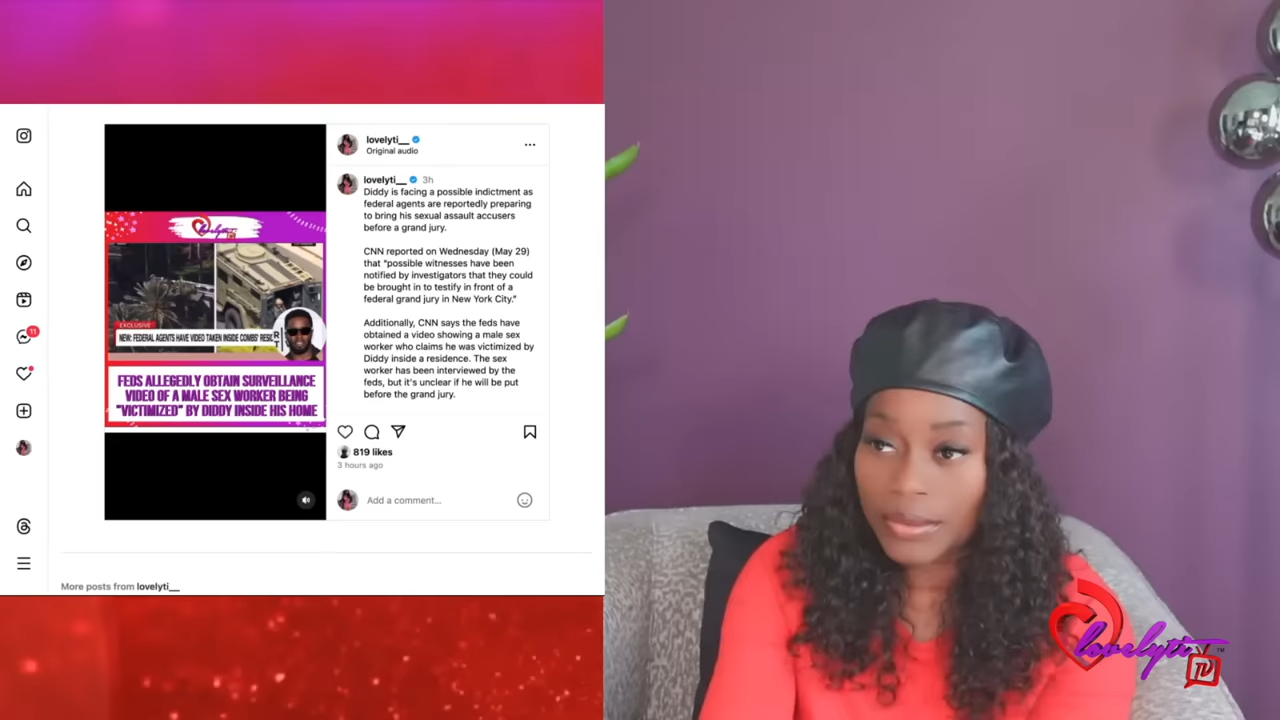 lovelyti__
Original audio
lovelyti__ 3h
Diddy is facing a possible indictment as
federal agents are reportedly preparing
to bring his sexual assault accusers
before a grand jury.
CNN reported on Wednesday (May 29)
that "possible witnesses have been
notified by investigators that they could
be brought in to testify in front of a
federal grand jury in New York City."
Additionally, CNN says the feds have
obtained a video showing a male sex
worker who claims he was victimized by
Diddy inside a residence. The sex
worker has been interviewed by the
feds, but it's unclear if he will be put
before the grand jury.
819 likes
3 hours ago
Add a comment...
11
lovelyti
TV
EXCLUSIVE
NEW: FEDERAL AGENTS HAVE VIDEO TAKEN INSIDE COMBS'
FEDS ALLEGEDLY OBTAIN SURVEILLANCE
VIDEO OF A MALE SEX WORKER BEING
"VICTIMIZED" BY DIDDY INSIDE HIS HOME
More posts from lovelyti__
lovelyti TM
TV